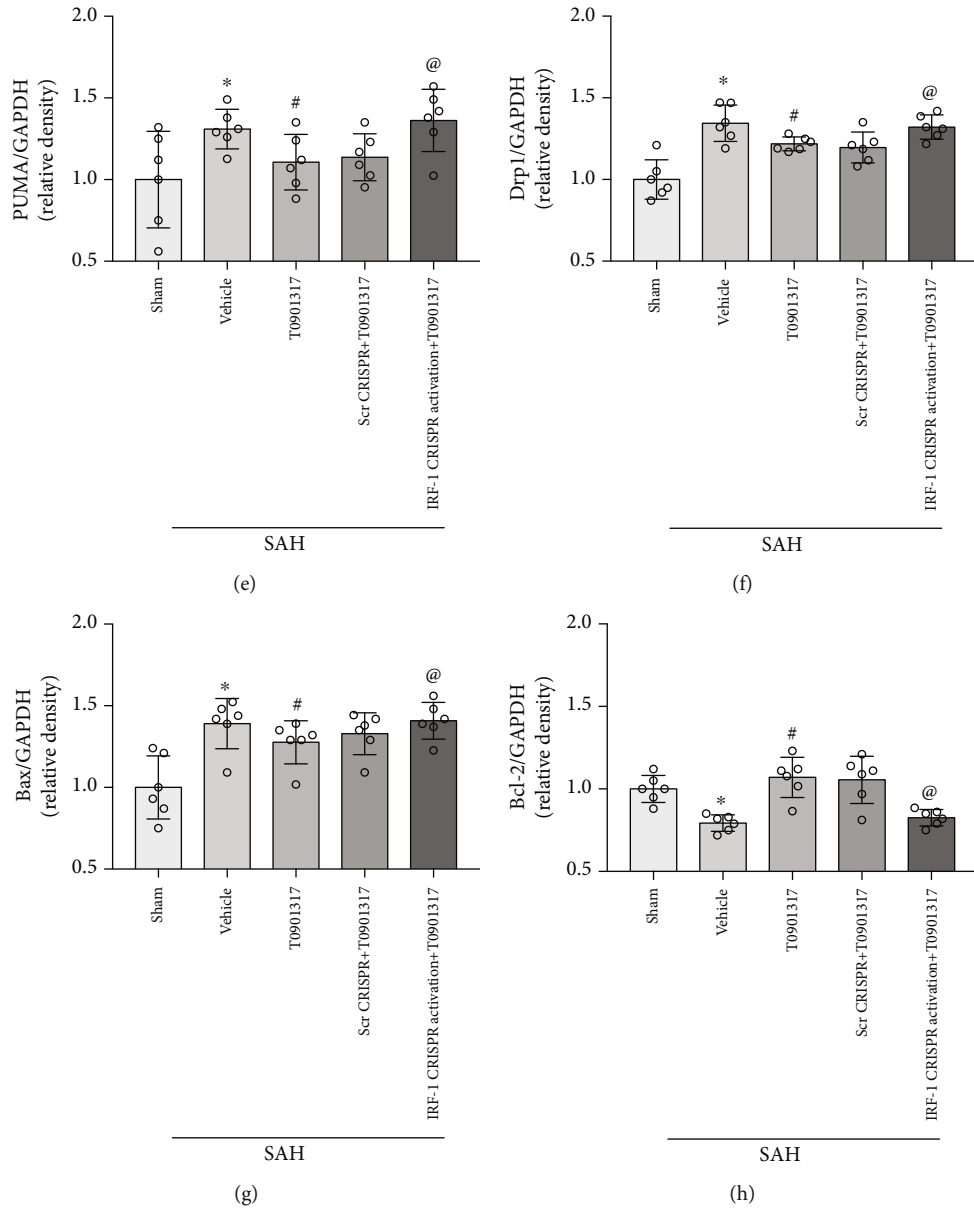 PUMA/GAPDH
(relative density)
2.0
1.5
1.0
0.5
*
#
@
Sham
Vehicle
T0901317
Scr CRISPR+T0901317
IRF-1 CRISPR activation+T0901317
SAH
(e)
Drp1/GAPDH
(relative density)
2.0
1.5
1.0
0.5
*
#
@
Sham
Vehicle
T0901317
Scr CRISPR+T0901317
IRF-1 CRISPR activation+T0901317
SAH
(f)
Bax/GAPDH
(relative density)
2.0
1.5
1.0
0.5
*
#
@
Sham
Vehicle
T0901317
Scr CRISPR+T0901317
IRF-1 CRISPR activation+T0901317
SAH
(g)
Bcl-2/GAPDH
(relative density)
2.0
1.5
1.0
0.5
*
#
@
Sham
Vehicle
T0901317
Scr CRISPR+T0901317
IRF-1 CRISPR activation+T0901317
SAH
(h)